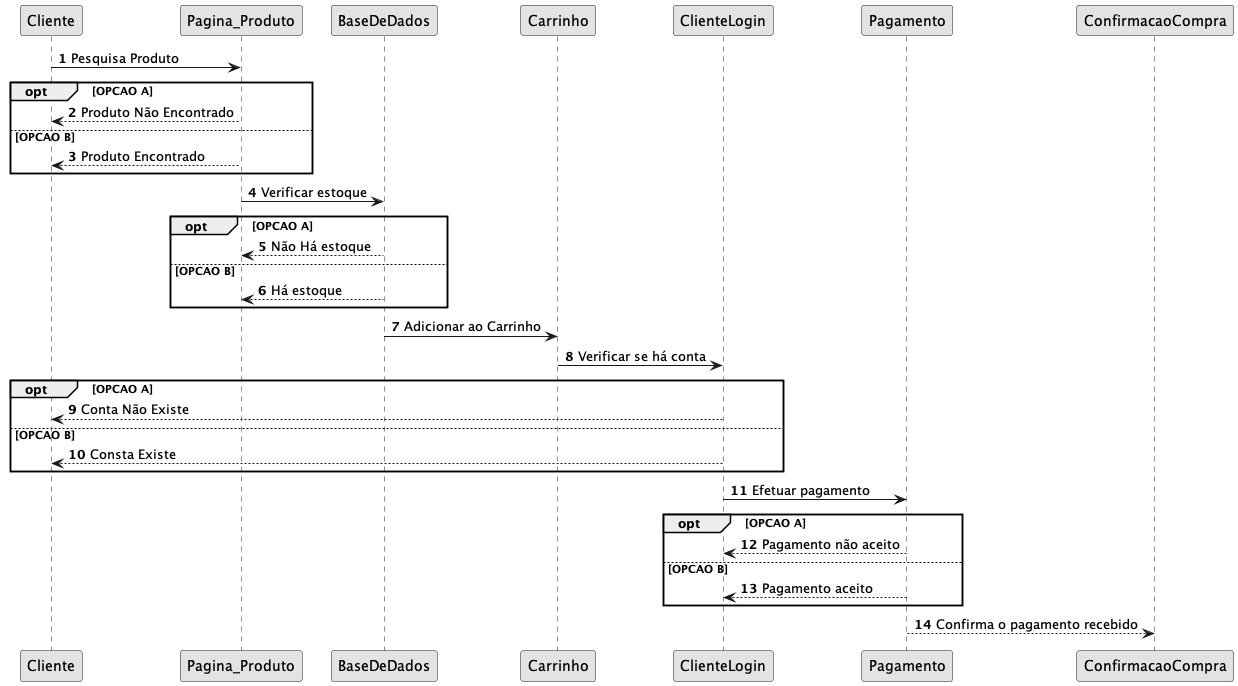 Cliente Pagina_Produto BaseDeDados Carrinho ClienteLogin Pagamento ConfirmacaoCompra
1 Pesquisa Produto
opt [OPCAO A]
2 Produto Não Encontrado
[OPCAO B]
3 Produto Encontrado
4 Verificar estoque
opt [OPCAO A]
5 Não Há estoque
[OPCAO B]
6 Há estoque
7 Adicionar ao Carrinho
8 Verificar se há conta
opt [OPCAO A]
9 Conta Não Existe
[OPCAO B]
10 Consta Existe
11 Efetuar pagamento
opt [OPCAO A]
12 Pagamento não aceito
[OPCAO B]
13 Pagamento aceito
14 Confirma o pagamento recebido
Cliente Pagina_Produto BaseDeDados Carrinho ClienteLogin Pagamento ConfirmacaoCompra